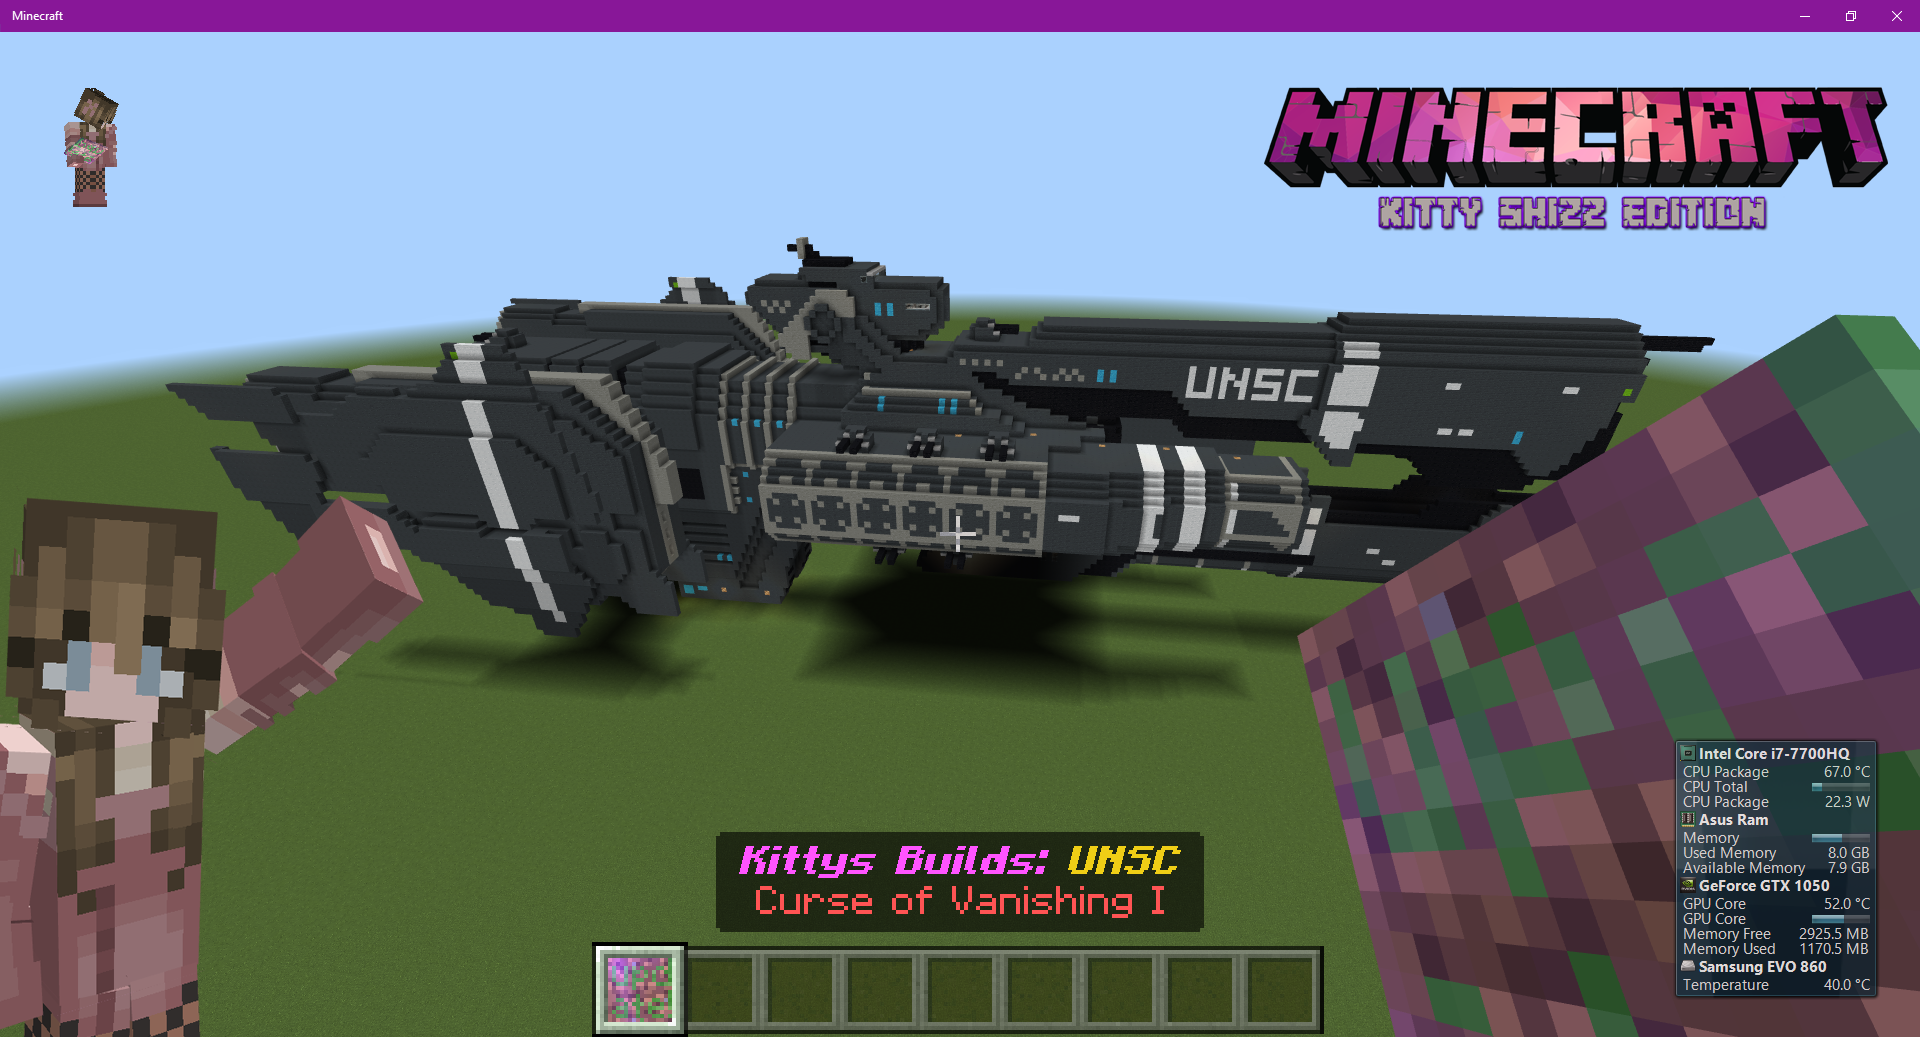 Minecraft
MINECRAFT
KITTY SHIZZ EDITION
UNSC
Kittys Builds: UNSC
Curse of Vanishing I
Intel Core i7-7700HQ
CPU Package 67.0 °C
CPU Total
CPU Package 22.3 W
Asus Ram
Memory
Used Memory 8.0 GB
Available Memory 7.9 GB
GeForce GTX 1050
GPU Core 52.0 °C
GPU Core
Memory Free 2925.5 MB
Memory Used 1170.5 MB
Samsung EVO 860
Temperature 40.0 °C